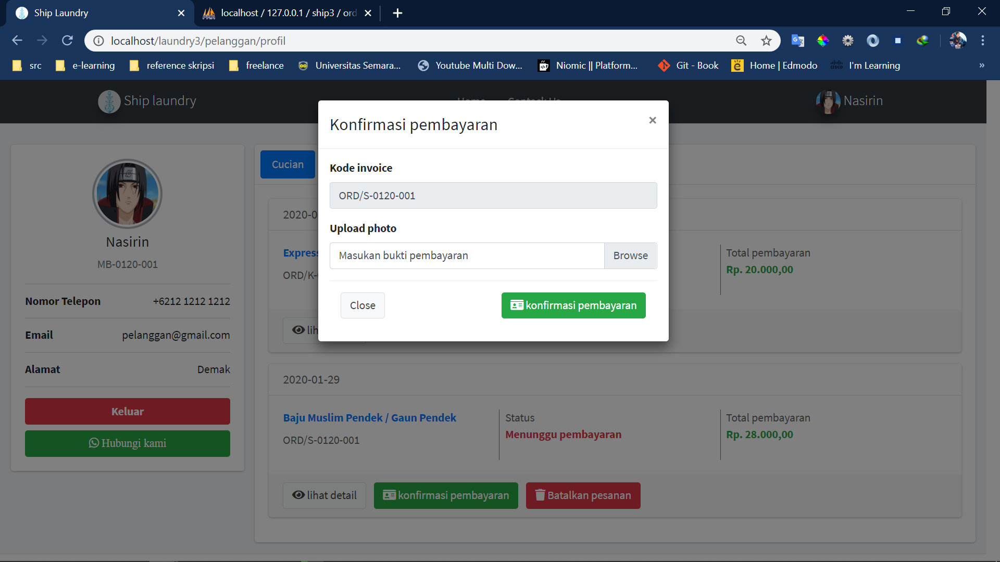 Ship Laundry
localhost / 127.0.0.1 / ship3 / ord
localhost/laundry3/pelanggan/profil
src
e-learning
reference skripsi
freelance
Universitas Semara...
Youtube Multi Dow...
Niomic || Platform...
Git - Book
Home | Edmodo
I'm Learning
Ship laundry
Home
Contack Us
Nasirin
Konfirmasi pembayaran
Kode invoice
ORD/S-0120-001
Upload photo
Masukan bukti pembayaran
Browse
Close
konfirmasi pembayaran
Nasirin
MB-0120-001
Nomor Telepon
+6212 1212 1212
Email
pelanggan@gmail.com
Alamat
Demak
Keluar
Hubungi kami
Cucian
2020-0
Express
ORD/K-
Total pembayaran
Rp. 20.000,00
lih
2020-01-29
Baju Muslim Pendek / Gaun Pendek
ORD/S-0120-001
Status
Menunggu pembayaran
Total pembayaran
Rp. 28.000,00
lihat detail
konfirmasi pembayaran
Batalkan pesanan